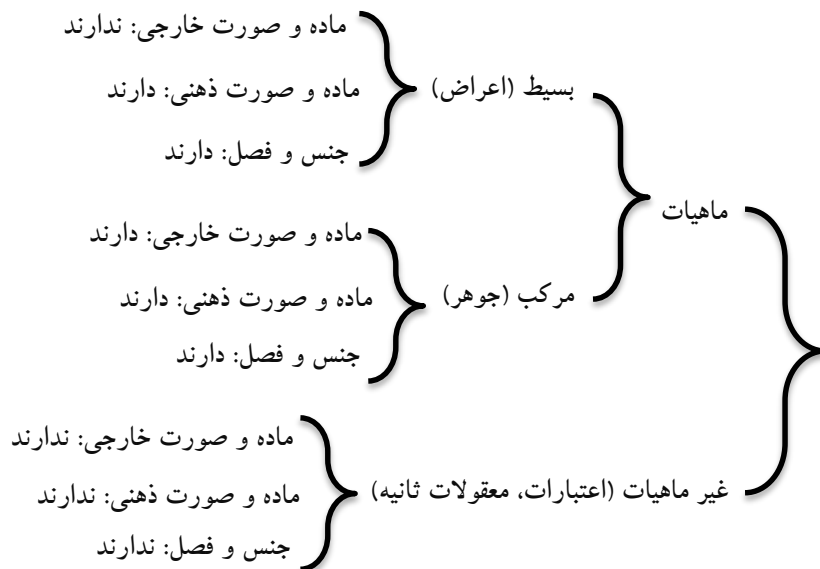 ماهیات
بسیط (اعراض)
ماده و صورت خارجی: ندارند
ماده و صورت ذهنی: دارند
جنس و فصل: دارند
مرکب (جوهر)
ماده و صورت خارجی: دارند
ماده و صورت ذهنی: دارند
جنس و فصل: دارند
غیر ماهیات (اعتبارات، معقولات ثانیه)
ماده و صورت خارجی: ندارند
ماده و صورت ذهنی: ندارند
جنس و فصل: ندارند